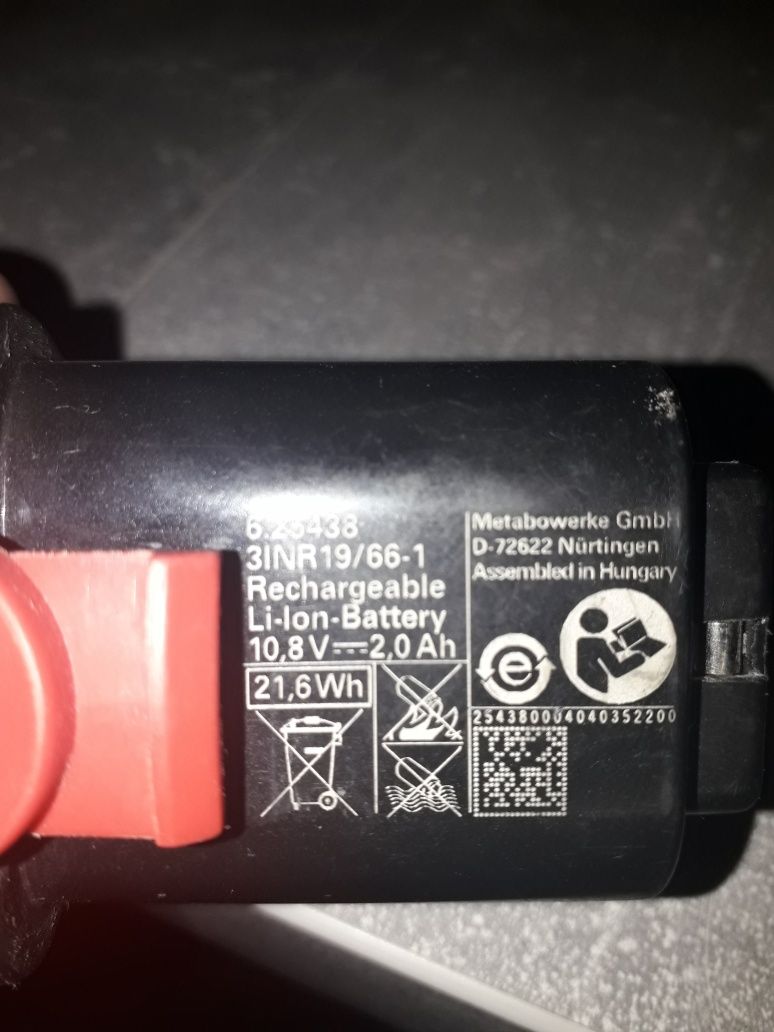 6.25438
3INR19/66-1
Rechargeable
Li-Ion-Battery
10,8 V⎓2,0 Ah
21,6 Wh
Metabowerke GmbH
D-72622 Nürtingen
Assembled in Hungary
e
254380004040352200